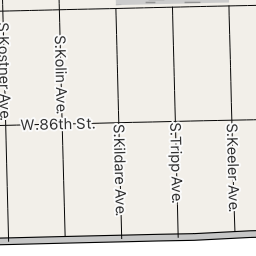 S. Kostner Ave.
S. Kolin Ave.
W. 86th St.
S. Kildare Ave.
S. Tripp Ave.
S. Keeler Ave.